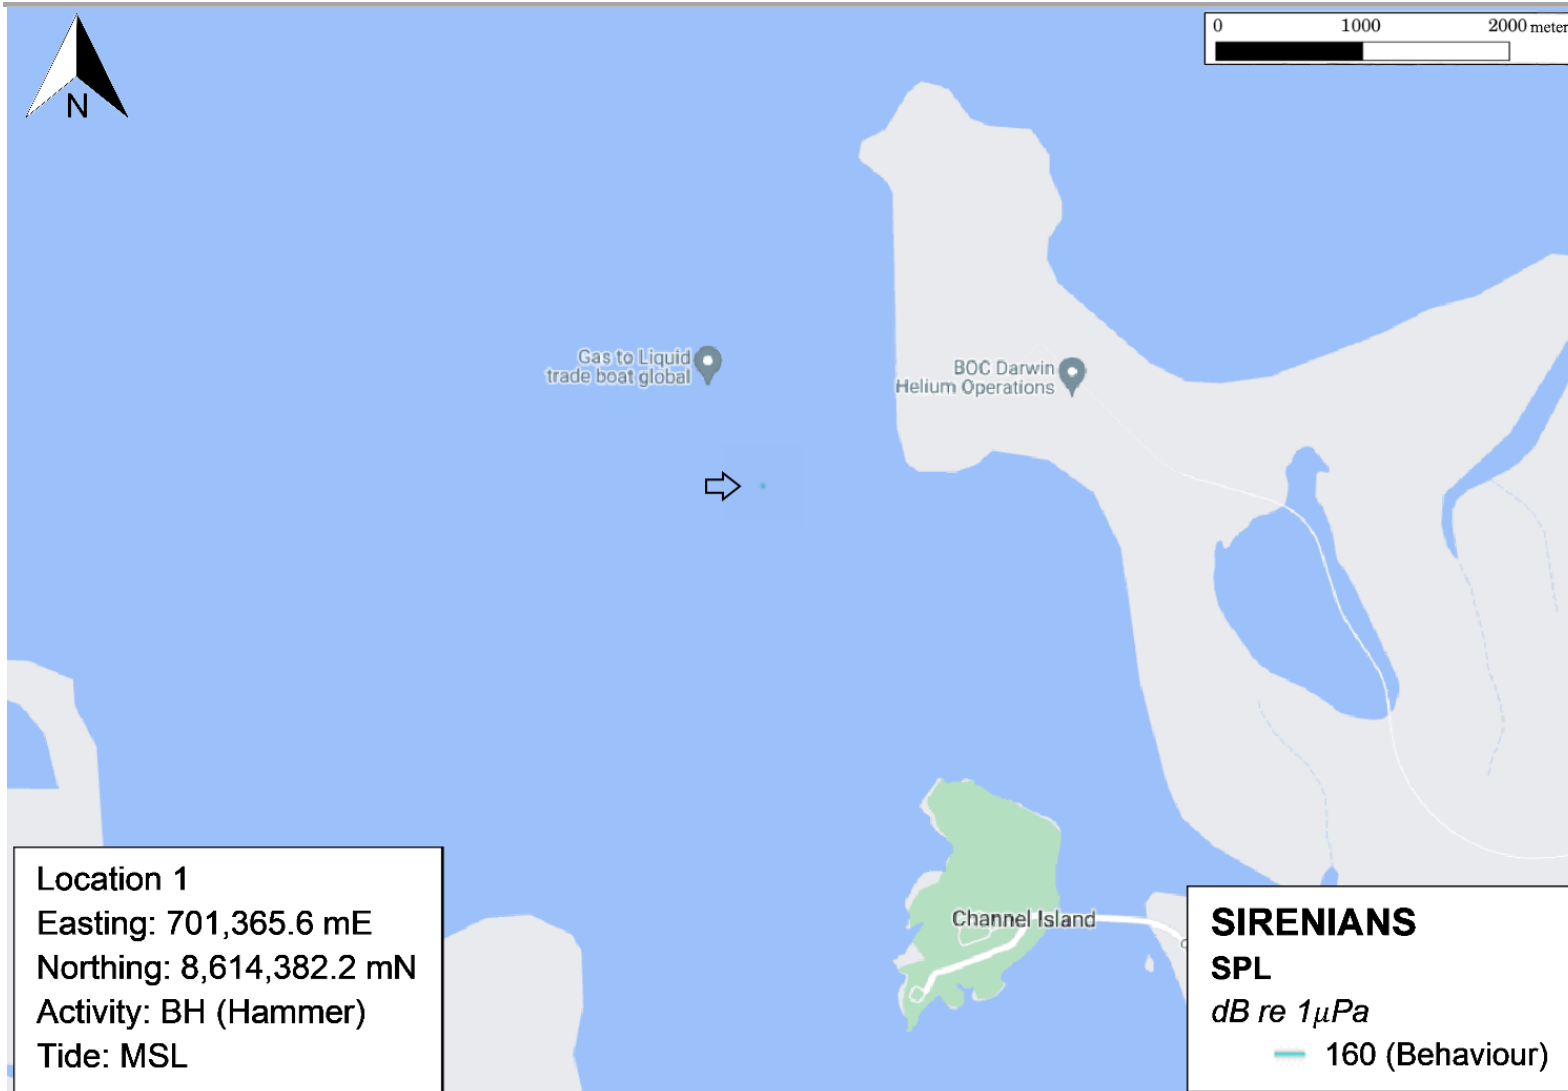 0 1000 2000 meter
N
Gas to Liquid
trade boat global
BOC Darwin
Helium Operations
Channel Island
Location 1
Easting: 701,365.6 mE
Northing: 8,614,382.2 mN
Activity: BH (Hammer)
Tide: MSL
SIRENIANS
SPL
dB re 1μPa
160 (Behaviour)